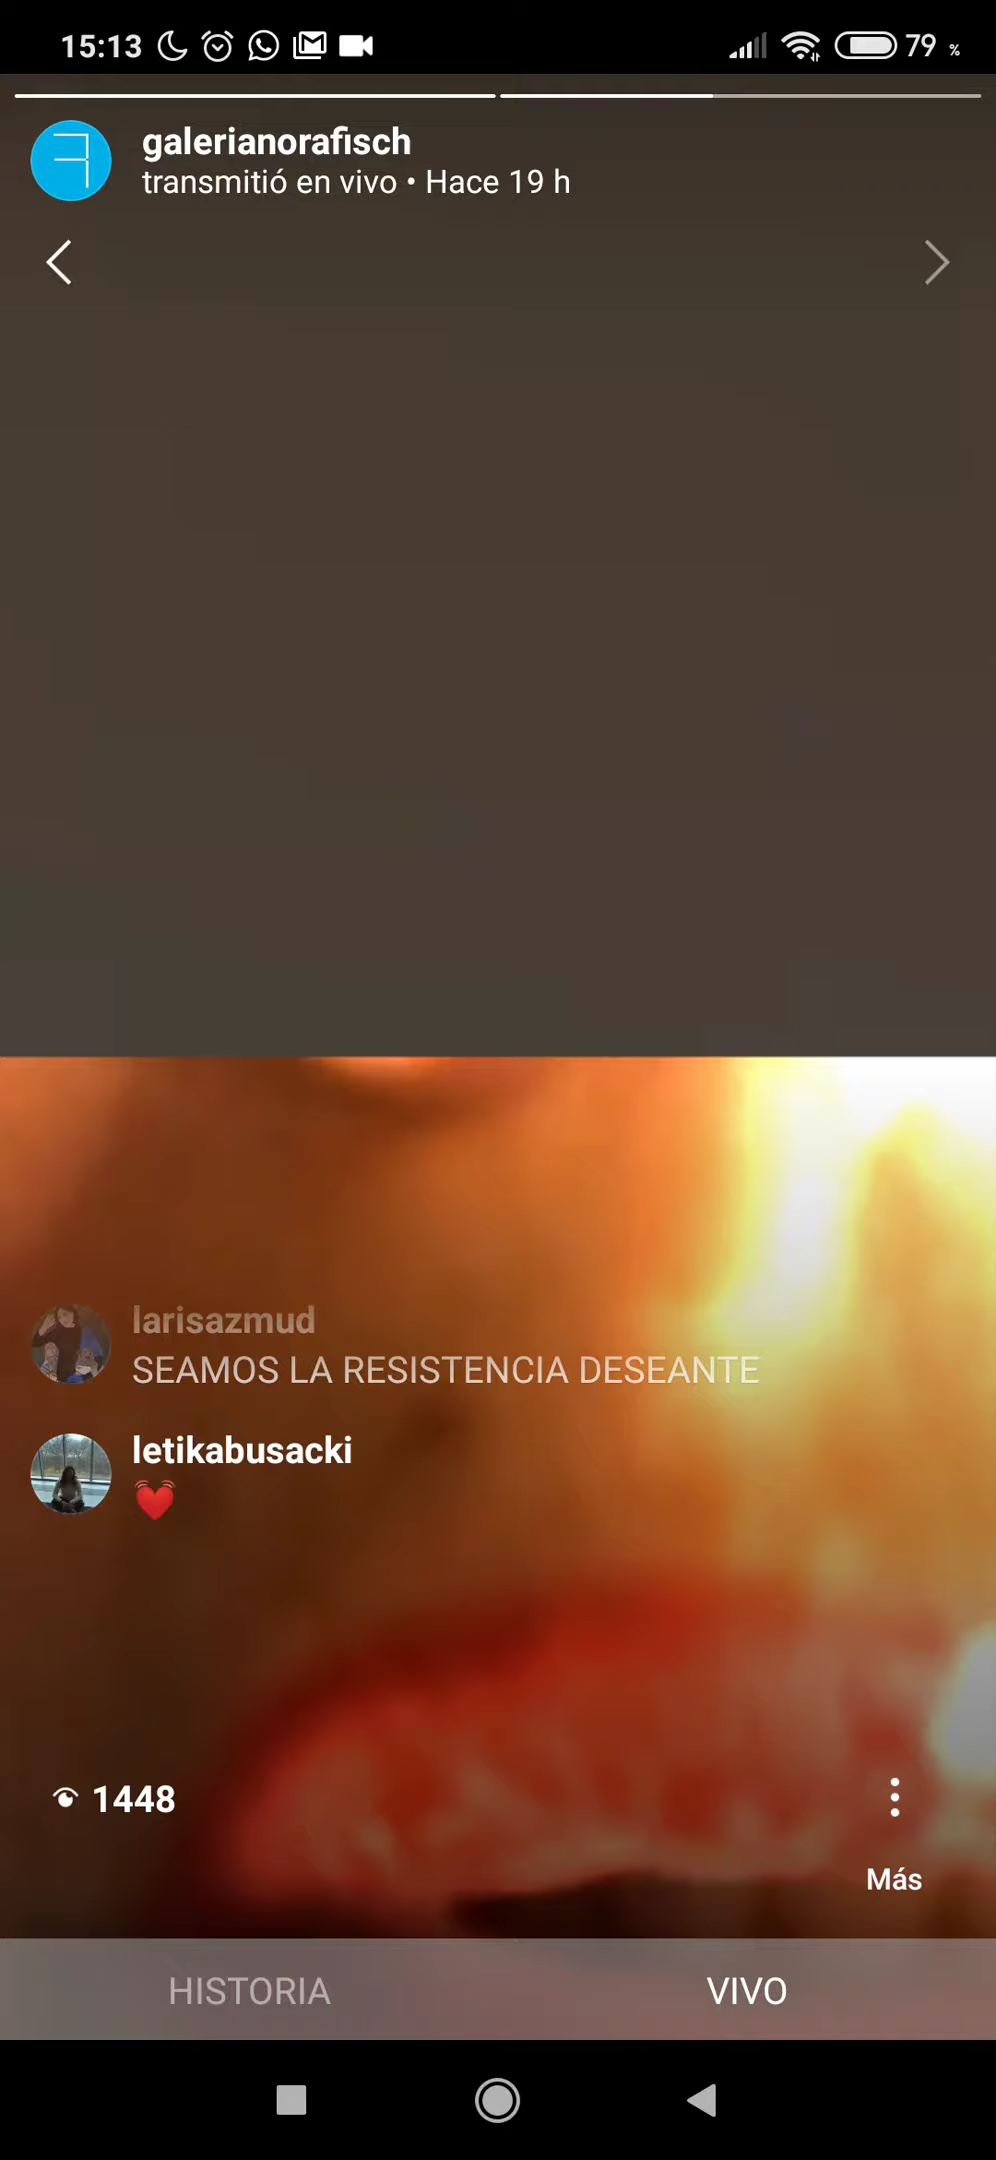 15:13
79 %
galerianorafisch
transmitió en vivo • Hace 19 h
larisazmud
SEAMOS LA RESISTENCIA DESEANTE
letikabusacki
1448
Más
HISTORIA
VIVO